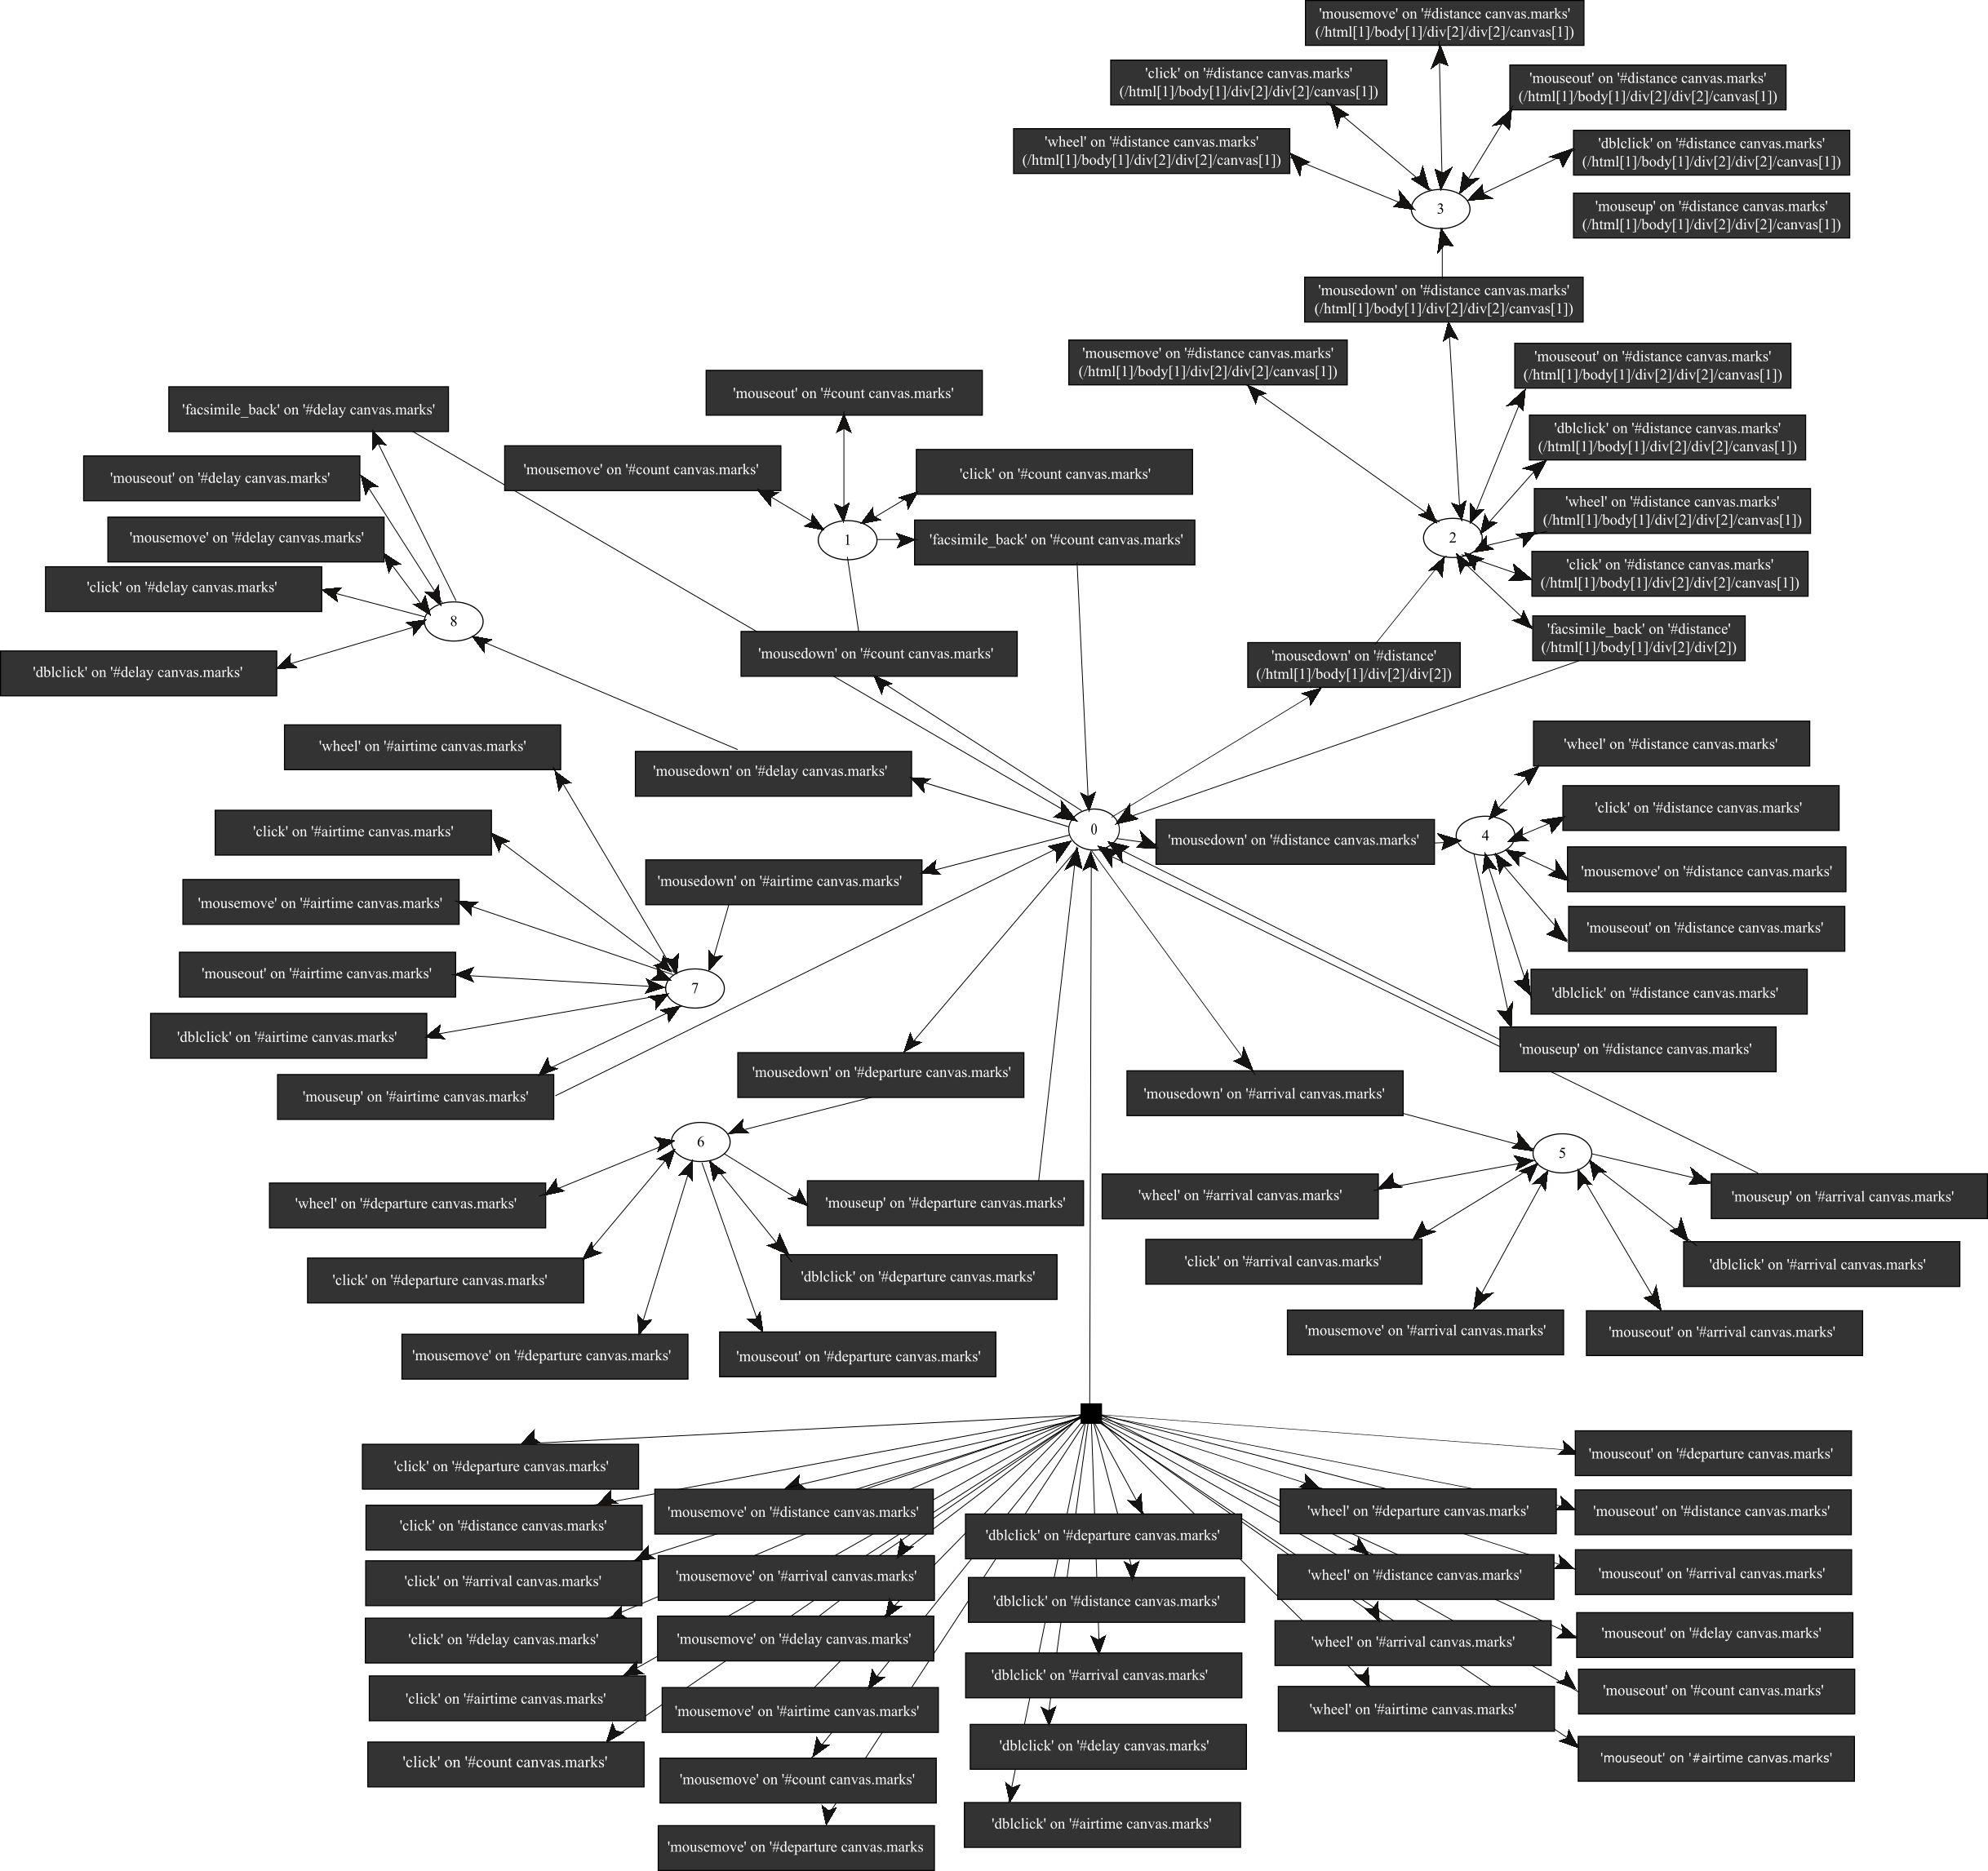 'mousemove' on '#distance canvas.marks'
(/html[1]/body[1]/div[2]/div[2]/canvas[1])
'click' on '#distance canvas.marks'
(/html[1]/body[1]/div[2]/div[2]/canvas[1])
'mouseout' on '#distance canvas.marks'
(/html[1]/body[1]/div[2]/div[2]/canvas[1])
'wheel' on '#distance canvas.marks'
(/html[1]/body[1]/div[2]/div[2]/canvas[1])
'dblclick' on '#distance canvas.marks'
(/html[1]/body[1]/div[2]/div[2]/canvas[1])
3
'mouseup' on '#distance canvas.marks'
(/html[1]/body[1]/div[2]/div[2]/canvas[1])
'mousedown' on '#distance canvas.marks'
(/html[1]/body[1]/div[2]/div[2]/canvas[1])
'mousemove' on '#distance canvas.marks'
(/html[1]/body[1]/div[2]/div[2]/canvas[1])
'mouseout' on '#distance canvas.marks'
(/html[1]/body[1]/div[2]/div[2]/canvas[1])
'dblclick' on '#distance canvas.marks'
(/html[1]/body[1]/div[2]/div[2]/canvas[1])
'wheel' on '#distance canvas.marks'
(/html[1]/body[1]/div[2]/div[2]/canvas[1])
2
'click' on '#distance canvas.marks'
(/html[1]/body[1]/div[2]/div[2]/canvas[1])
'facsimile_back' on '#distance'
(/html[1]/body[1]/div[2]/div[2])
'mousedown' on '#distance'
(/html[1]/body[1]/div[2]/div[2])
'mouseout' on '#count canvas.marks'
'mousemove' on '#count canvas.marks'
'click' on '#count canvas.marks'
1
'facsimile_back' on '#count canvas.marks'
'mousedown' on '#count canvas.marks'
'facsimile_back' on '#delay canvas.marks'
'mouseout' on '#delay canvas.marks'
'mousemove' on '#delay canvas.marks'
'click' on '#delay canvas.marks'
8
'dblclick' on '#delay canvas.marks'
'mousedown' on '#delay canvas.marks'
'wheel' on '#airtime canvas.marks'
'click' on '#airtime canvas.marks'
'mousemove' on '#airtime canvas.marks'
'mousedown' on '#airtime canvas.marks'
'mouseout' on '#airtime canvas.marks'
7
'dblclick' on '#airtime canvas.marks'
'mouseup' on '#airtime canvas.marks'
0
'mousedown' on '#distance canvas.marks'
4
'wheel' on '#distance canvas.marks'
'click' on '#distance canvas.marks'
'mousemove' on '#distance canvas.marks'
'mouseout' on '#distance canvas.marks'
'dblclick' on '#distance canvas.marks'
'mouseup' on '#distance canvas.marks'
'mousedown' on '#departure canvas.marks'
6
'wheel' on '#departure canvas.marks'
'mouseup' on '#departure canvas.marks'
'click' on '#departure canvas.marks'
'dblclick' on '#departure canvas.marks'
'mousemove' on '#departure canvas.marks'
'mouseout' on '#departure canvas.marks'
'mousedown' on '#arrival canvas.marks'
5
'wheel' on '#arrival canvas.marks'
'mouseup' on '#arrival canvas.marks'
'click' on '#arrival canvas.marks'
'dblclick' on '#arrival canvas.marks'
'mousemove' on '#arrival canvas.marks'
'mouseout' on '#arrival canvas.marks'
'click' on '#departure canvas.marks'
'click' on '#distance canvas.marks'
'click' on '#arrival canvas.marks'
'click' on '#delay canvas.marks'
'click' on '#airtime canvas.marks'
'click' on '#count canvas.marks'
'mousemove' on '#distance canvas.marks'
'mousemove' on '#arrival canvas.marks'
'mousemove' on '#delay canvas.marks'
'mousemove' on '#airtime canvas.marks'
'mousemove' on '#count canvas.marks'
'mousemove' on '#departure canvas.marks
'dblclick' on '#departure canvas.marks'
'dblclick' on '#distance canvas.marks'
'dblclick' on '#arrival canvas.marks'
'dblclick' on '#delay canvas.marks'
'dblclick' on '#airtime canvas.marks'
'wheel' on '#departure canvas.marks'
'wheel' on '#distance canvas.marks'
'wheel' on '#arrival canvas.marks'
'wheel' on '#airtime canvas.marks'
'mouseout' on '#departure canvas.marks'
'mouseout' on '#distance canvas.marks'
'mouseout' on '#arrival canvas.marks'
'mouseout' on '#delay canvas.marks'
'mouseout' on '#count canvas.marks'
'mouseout' on '#airtime canvas.marks'